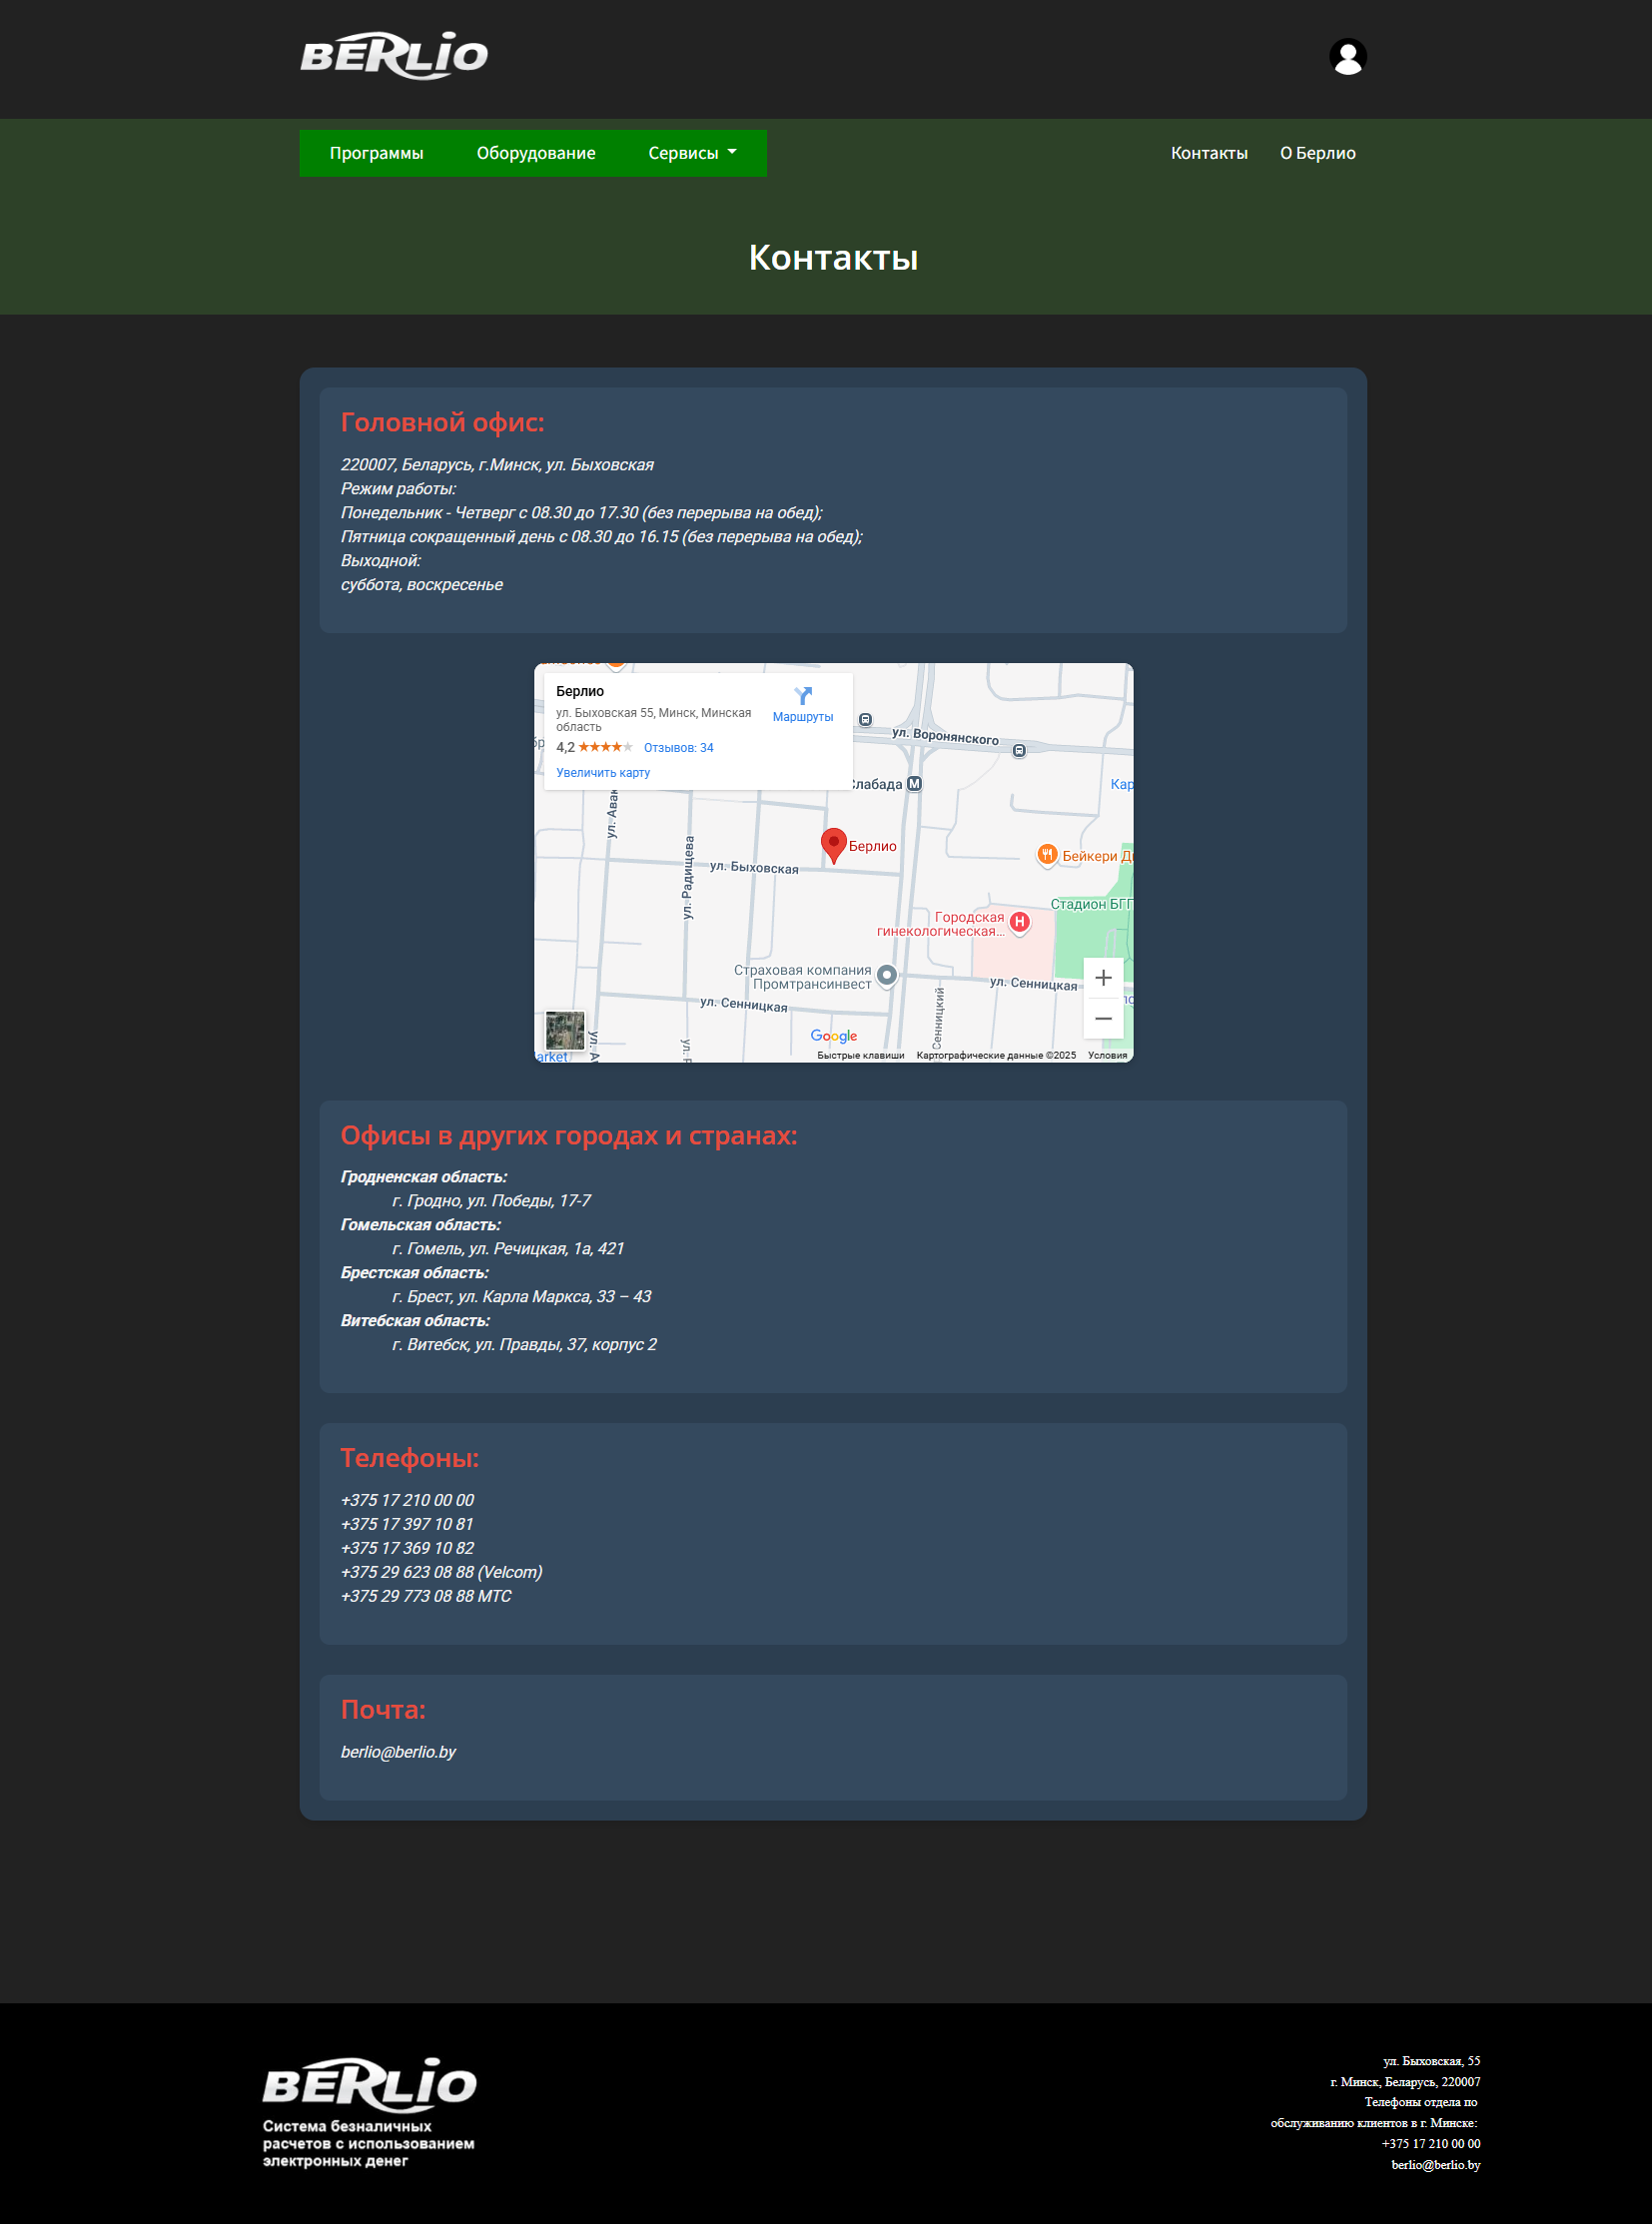 BERLIO
Программы
Оборудование
Сервисы
Контакты
О Берлио
Контакты
Головной офис:
220007, Беларусь, г.Минск, ул. Быховская
Режим работы:
Понедельник - Четверг с 08.30 до 17.30 (без перерыва на обед);
Пятница сокращенный день с 08.30 до 16.15 (без перерыва на обед);
Выходной:
суббота, воскресенье
Берлио
ул. Быховская 55, Минск, Минская
область
4,2
Отзывов: 34
Увеличить карту
Маршруты
ул. Воронянского
Слабада
M
Кар
ул. Авак
ул. Радищева
Берлио
ул. Быховская
Бейкери
Стадион БГГ
Городская
гинекологическая...
H
Страховая компания
Промтрансинвест
ул. Сенницкая
ул. Сенницкая
Сенницкий
Google
arket
Быстрые клавиши
Картографические данные ©2025
Условия
Офисы в других городах и странах:
Гродненская область:
г. Гродно, ул. Победы, 17-7
Гомельская область:
г. Гомель, ул. Речицкая, 1а, 421
Брестская область:
г. Брест, ул. Карла Маркса, 33 – 43
Витебская область:
г. Витебск, ул. Правды, 37, корпус 2
Телефоны:
+375 17 210 00 00
+375 17 397 10 81
+375 17 369 10 82
+375 29 623 08 88 (Velcom)
+375 29 773 08 88 МТС
Почта:
berlio@berlio.by
BERLIO
Система безналичных
расчетов с использованием
электронных денег
ул. Быховская, 55
г. Минск, Беларусь, 220007
Телефоны отдела по
обслуживанию клиентов в г. Минске:
+375 17 210 00 00
berlio@berlio.by